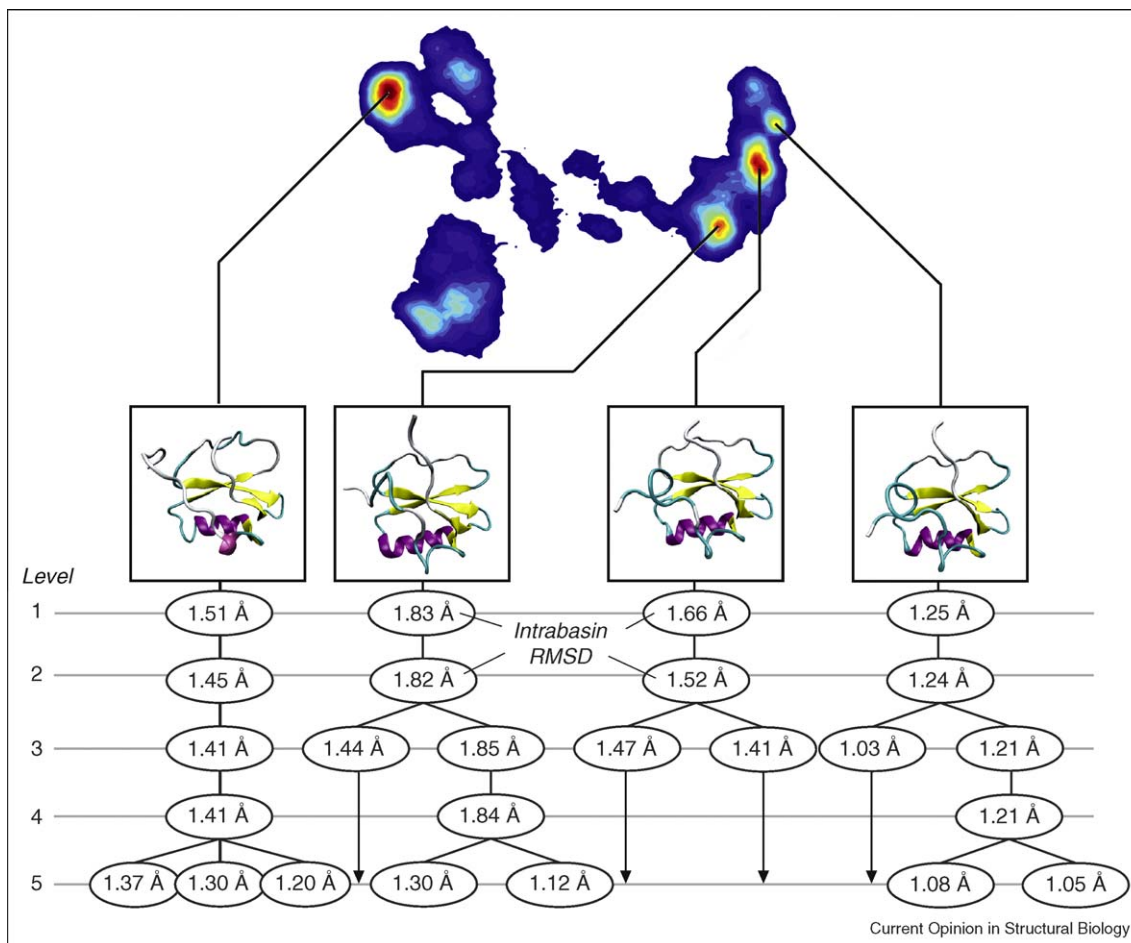 Level
1
1.51 Å
1.83 Å
Intrabasin
RMSD
1.66 Å
1.25 Å
2
1.45 Å
1.82 Å
1.52 Å
1.24 Å
3
1.41 Å
1.44 Å
1.85 Å
1.47 Å
1.41 Å
1.03 Å
1.21 Å
4
1.41 Å
1.84 Å
1.21 Å
5
1.37 Å
1.30 Å
1.20 Å
1.30 Å
1.12 Å
1.08 Å
1.05 Å
Current Opinion in Structural Biology